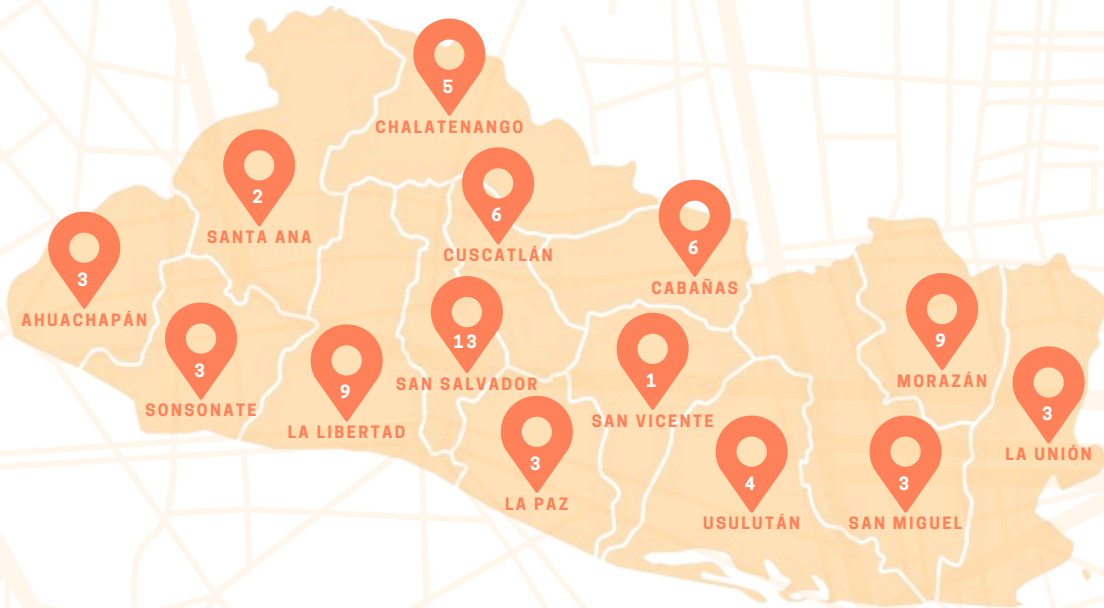 5
CHALATENANGO
2
SANTA ANA
6
CUSCATLÁN
6
CABAÑAS
3
AHUACHAPÁN
3
SONSONATE
9
LA LIBERTAD
13
SAN SALVADOR
1
SAN VICENTE
9
MORAZÁN
3
LA UNIÓN
3
LA PAZ
4
USULUTÁN
3
SAN MIGUEL